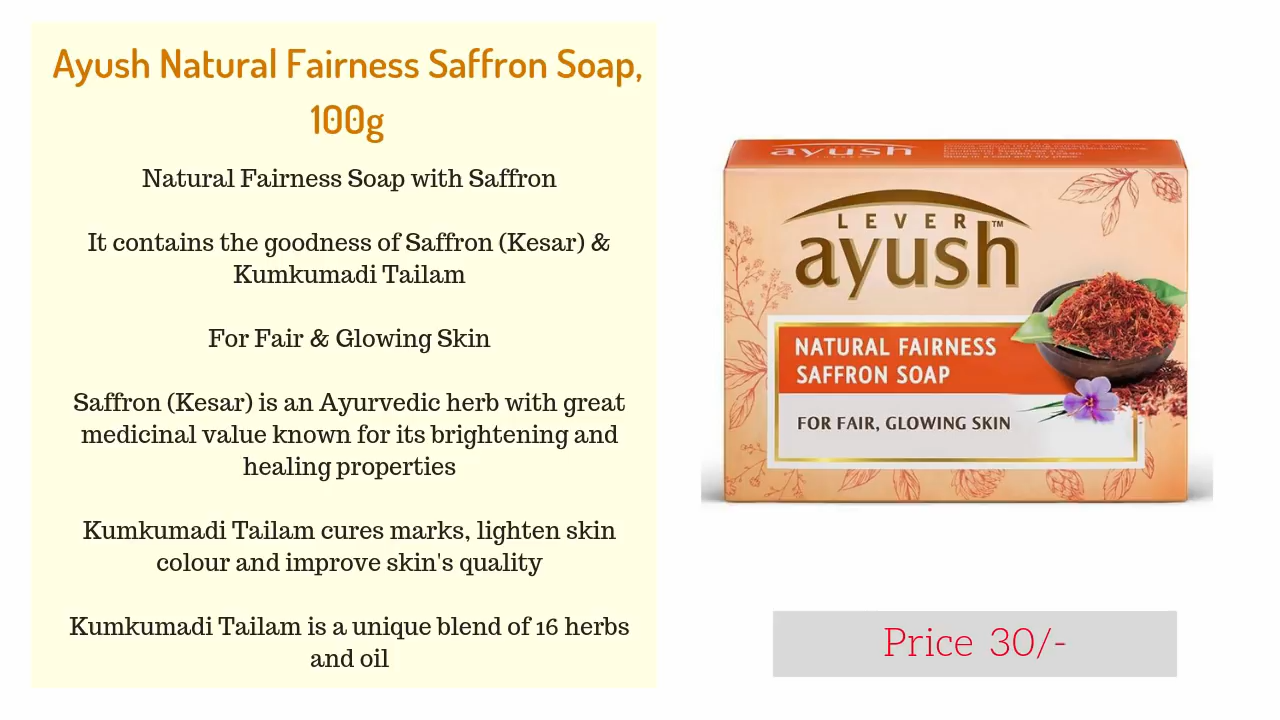 Ayush Natural Fairness Saffron Soap,
100g
Natural Fairness Soap with Saffron
It contains the goodness of Saffron (Kesar) &
Kumkumadi Tailam
For Fair & Glowing Skin
Saffron (Kesar) is an Ayurvedic herb with great
medicinal value known for its brightening and
healing properties
Kumkumadi Tailam cures marks, lighten skin
colour and improve skin's quality
Kumkumadi Tailam is a unique blend of 16 herbs
and oil
ayush
LEVER
ayush™
NATURAL FAIRNESS
SAFFRON SOAP
FOR FAIR, GLOWING SKIN
Price 30/-